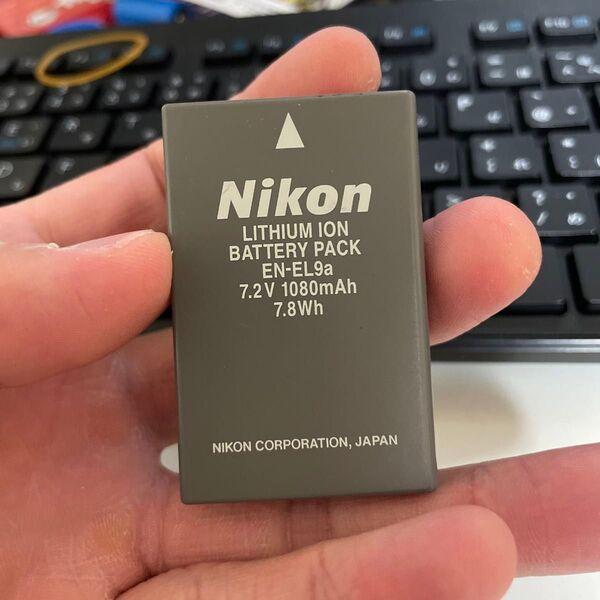 Nikon
LITHIUM ION
BATTERY PACK
EN-EL9a
7.2V 1080mAh
7.8Wh
NIKON CORPORATION, JAPAN